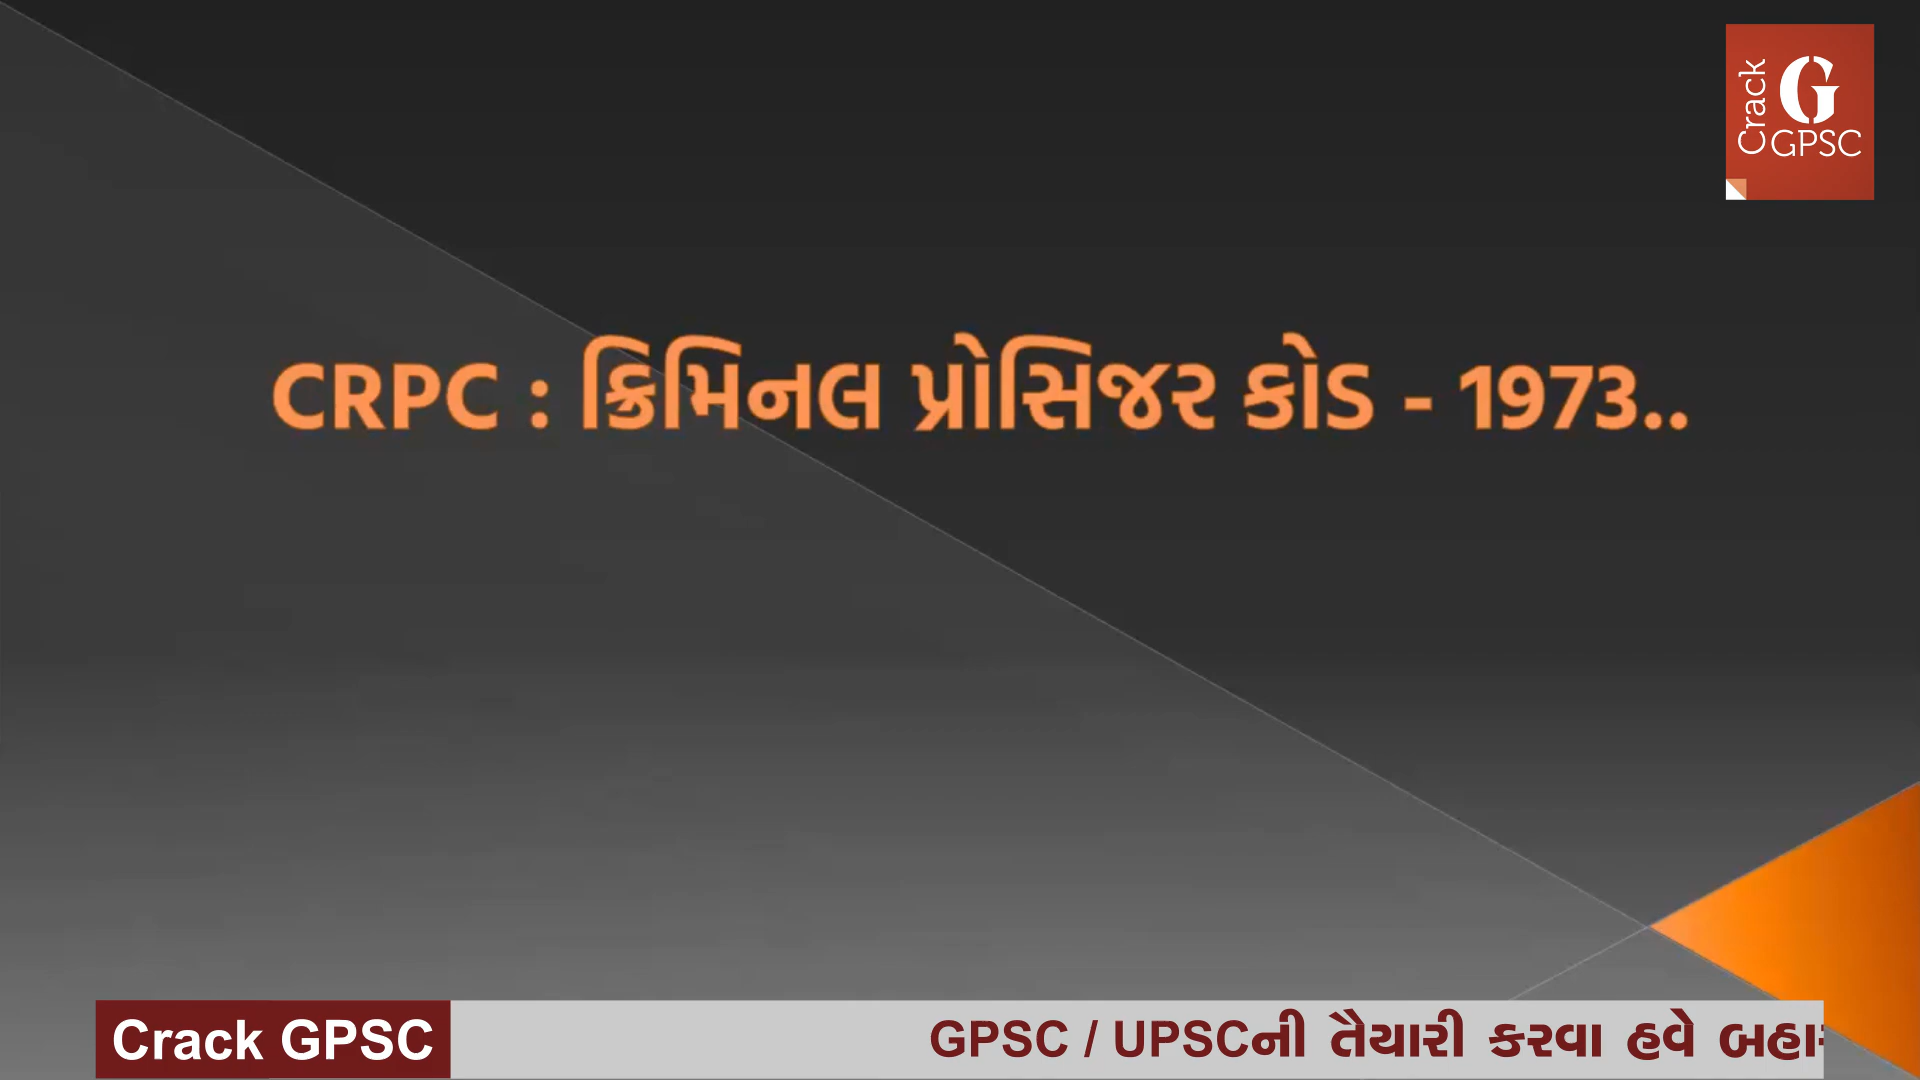 Crack
G
GPSC
CRPC : ક્રિમિનલ પ્રોસિજર કોડ - 1973..
Crack GPSC
GPSC / UPSCની તૈયારી કરવા હવે